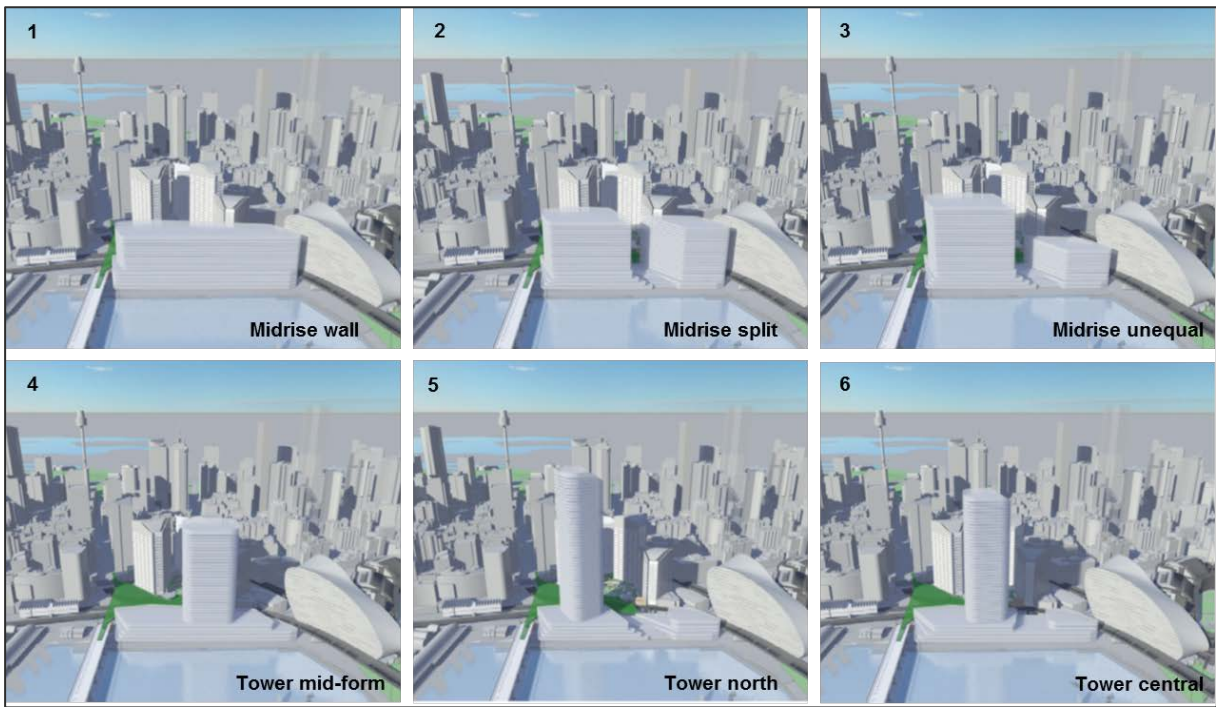 1
Midrise wall
2
Midrise split
3
Midrise unequal
4
Tower mid-form
5
Tower north
6
Tower central